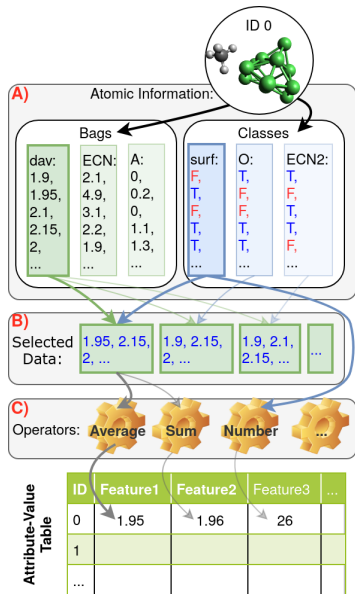 ID 0
A)
Atomic Information:
Bags
Classes
dav:
1.9,
1.95,
2.1,
2.15,
2,
...
ECN:
2.1,
4.9,
3.1,
2.2,
1.9,
...
A:
0,
0.2,
0,
1.1,
1.3,
...
surf:
F,
T,
F,
T,
T,
...
O:
T,
F,
F,
T,
T,
...
ECN2:
T,
F,
T,
T,
F,
...
B)
Selected
Data:
1.95, 2.15,
2, ...
1.9, 2.15,
2, ...
1.9, 2.1,
2.15, ...
...
C)
Operators:
Average
Sum
Number
...
Attribute-Value
Table
ID Feature1 Feature2 Feature3 ...
0 1.95 1.96 26
1
...